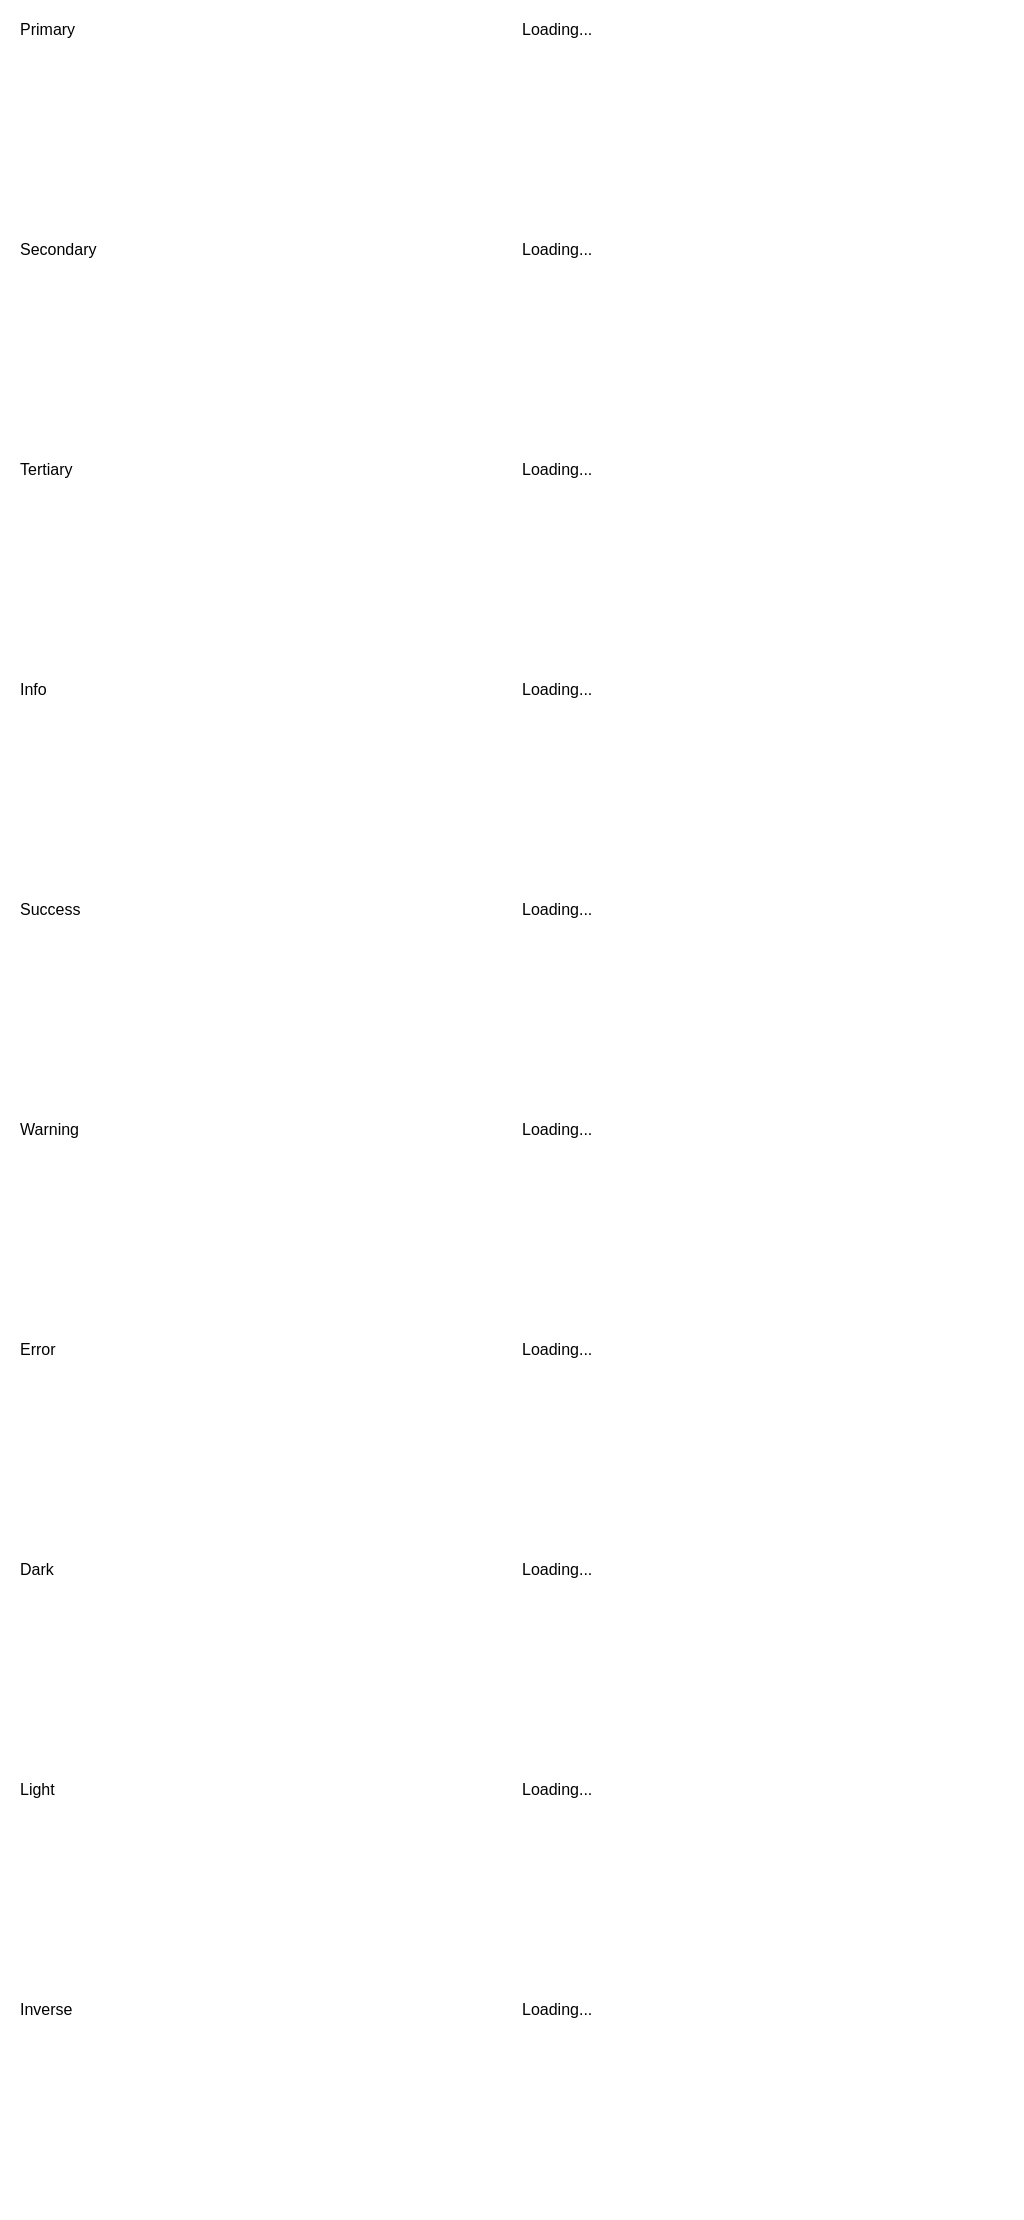 Primary Loading...
Secondary Loading...
Tertiary Loading...
Info Loading...
Success Loading...
Warning Loading...
Error Loading...
Dark Loading...
Light Loading...
Inverse Loading...